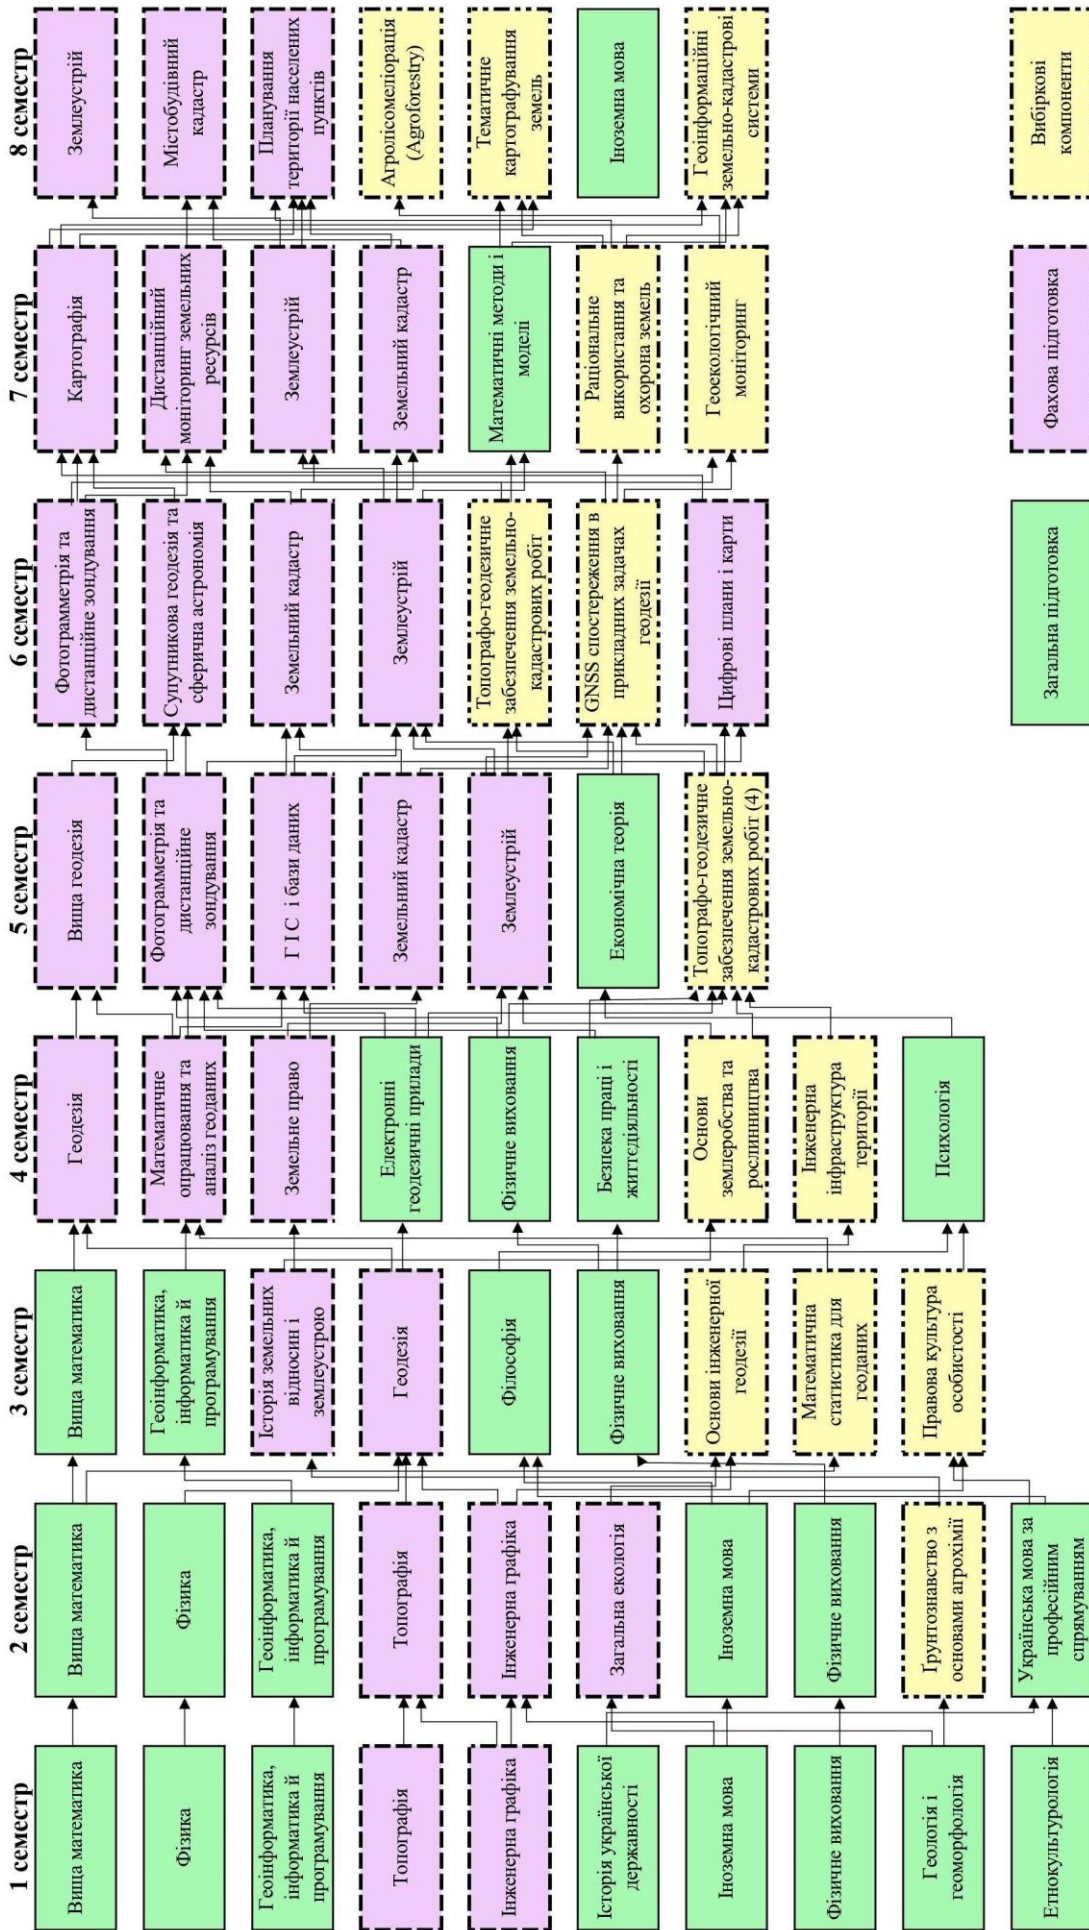 1 семестр
Вища математика
Фізика
Геоінформатика,
інформатика й
програмування
Топографія
Інженерна графіка
Історія української
державності
Іноземна мова
Фізичне виховання
Геологія і
геоморфологія
Етнокультурологія
2 семестр
Вища математика
Фізика
Геоінформатика,
інформатика й
програмування
Топографія
Інженерна графіка
Загальна екологія
Іноземна мова
Фізичне виховання
Ґрунтознавство з
основами агрохімії
Українська мова за
професійним
спрямуванням
3 семестр
Вища математика
Геоінформатика,
інформатика й
програмування
Історія земельних
відносин і
землеустрою
Геодезія
Філософія
Фізичне виховання
Основи інженерної
геодезії
Математична
статистика для
геоданих
Правова культура
особистості
4 семестр
Геодезія
Математичне
опрацювання та
аналіз геоданих
Земельне право
Електронні
геодезичні прилади
Фізичне виховання
Безпека праці і
життєдіяльності
Основи
землеробства та
рослинництва
Інженерна
інфраструктура
території
Психологія
5 семестр
Вища геодезія
Фотограмметрія та
дистанційне
зондування
Г ІС і бази даних
Земельний кадастр
Землеустрій
Економічна теорія
Топографо-геодезичне
забезпечення земельно-
кадастрових робіт (4)
6 семестр
Фотограмметрія та
дистанційне зондування
Супутникова геодезія та
сферична астрономія
Земельний кадастр
Землеустрій
Топографо-геодезичне
забезпечення земельно-
кадастрових робіт
GNSS спостереження в
прикладних задачах
геодезії
Цифрові плани і карти
7 семестр
Картографія
Дистанційний
моніторинг земельних
ресурсів
Землеустрій
Земельний кадастр
Математичні методи і
моделі
Раціональне
використання та
охорона земель
Геоекологічний
моніторинг
8 семестр
Землеустрій
Містобудівний
кадастр
Планування
території населених
пунктів
Агролісомеліорація
(Agroforestry)
Тематичне
картографування
земель
Іноземна мова
Геоінформаційні
земельно-кадастрові
системи
Загальна підготовка
Фахова підготовка
Вибіркові
компоненти